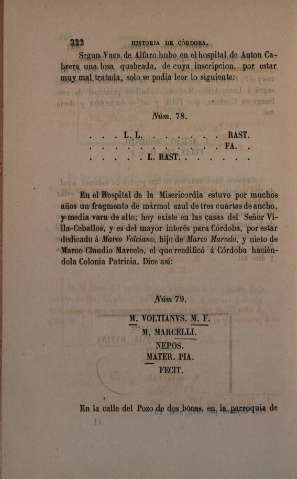 322 HISTORIA DE CÓRDOBA.
Segun Vaca de Alfaro hubo en el hospital de Anton Ca-
brera una losa quebrada, de cuya inscripcion, por estar
muy mal tratada, solo se podia leer lo siguiente:
Núm. 78.
. . . L. L. . . . . . . . RAST.
. . . . . . . . . . . . FA. .
. . . . . L. RAST. . . . . . .
En el Hospital de la Misericordia estuvo por muchos
años un fragmento de mármol azul de tres cuartas de ancho,
y media vara de alto; hoy existe en las casas del Señor Vi-
lla-Ceballos, y es del mayor interés para Córdoba, por estar
dedicado á Marco Volciano, hijo de Marco Marcelo, y nieto de
Marco Claudio Marcelo, el que reedificó á Córdoba hacién-
dola Colonia Patricia. Dice así:
Núm 79.
M. VOLTIANVS. M. F.
M. MARCELLI.
NEPOS.
MATER. PIA.
FECIT.
En la calle del Pozo de dos bocas, en la parroquia de